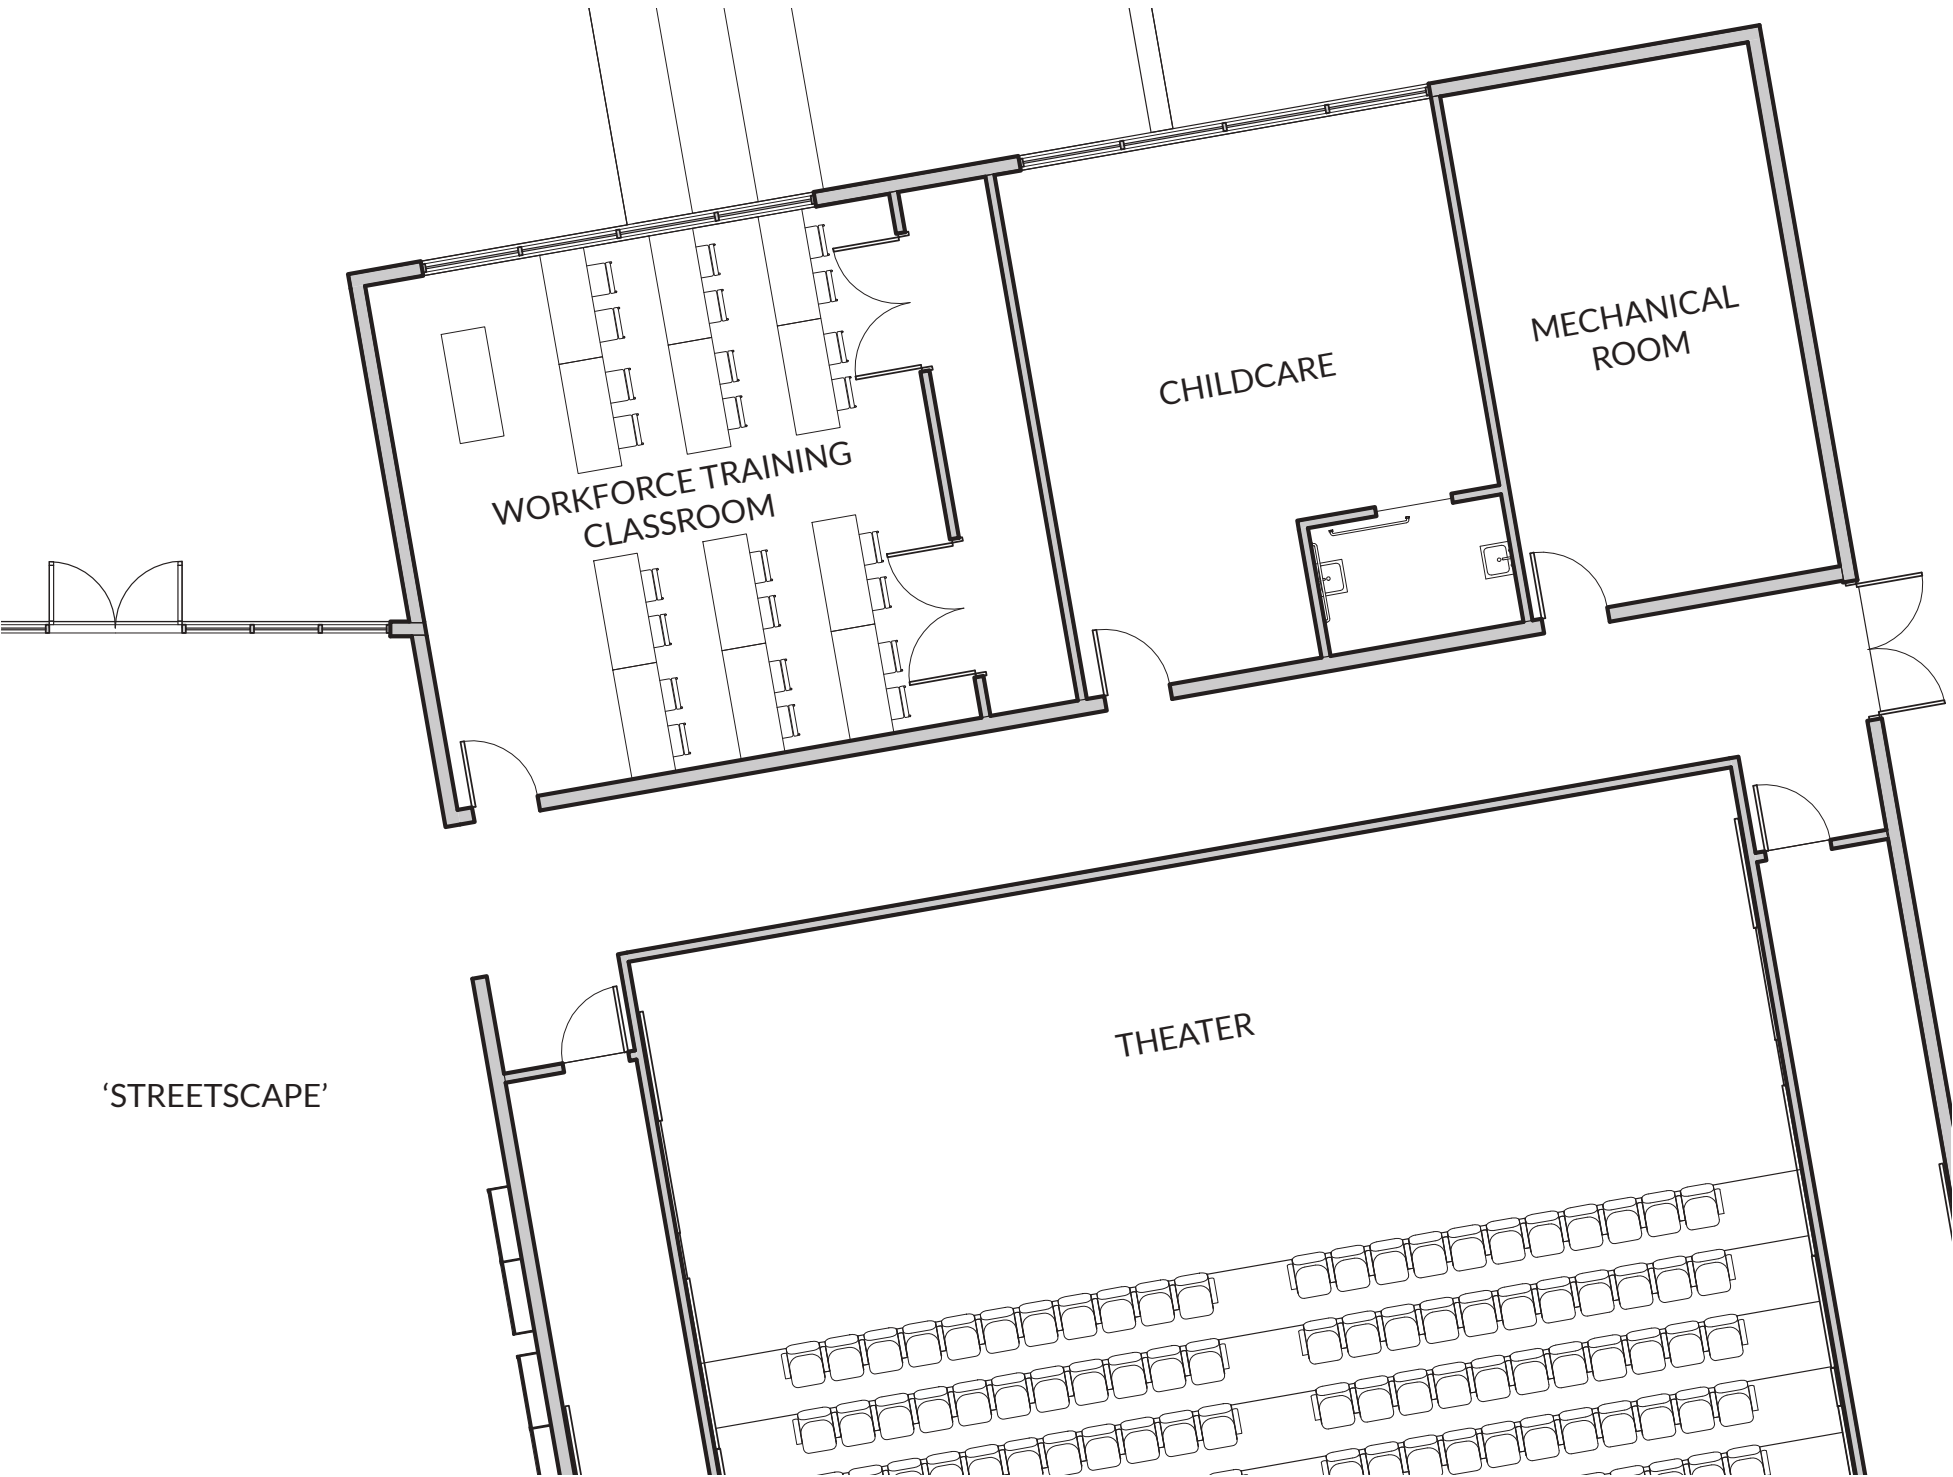 MECHANICAL
ROOM
CHILDCARE
WORKFORCE TRAINING
CLASSROOM
THEATER
‘STREETSCAPE’